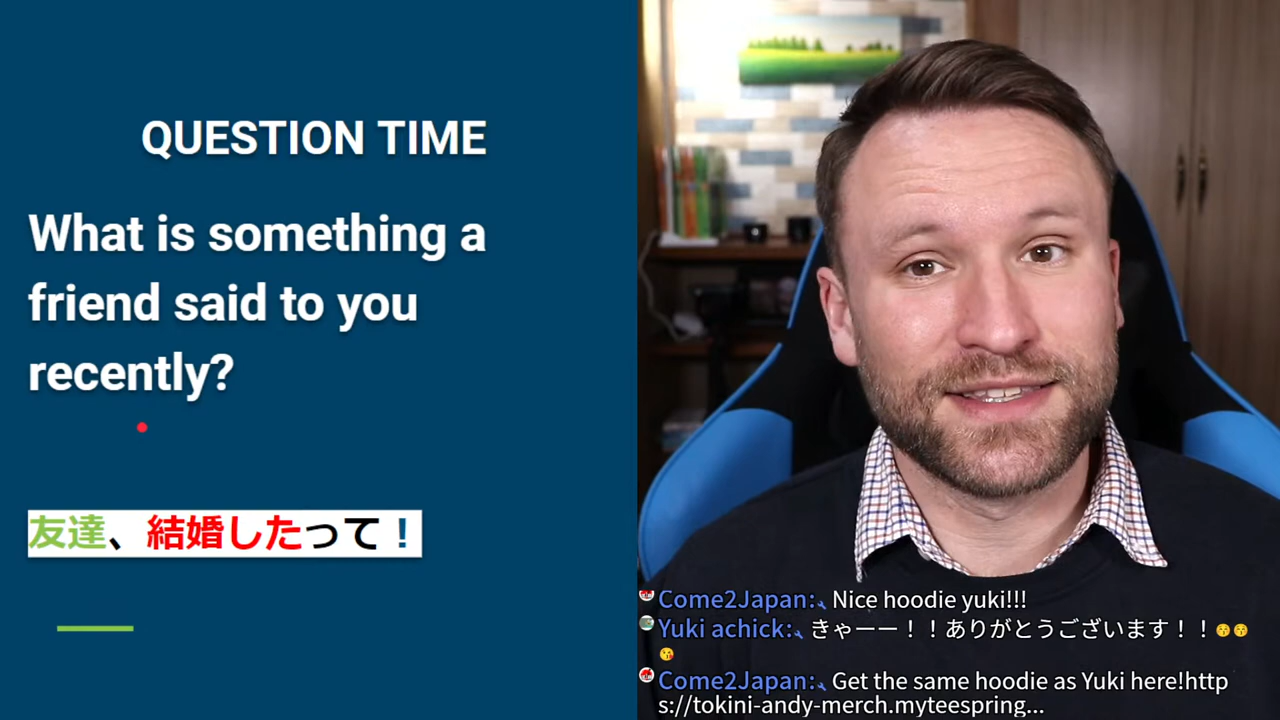 QUESTION TIME
What is something a
friend said to you
recently?
友達、結婚したって！
Come2Japan: Nice hoodie yuki!!!
Yuki achick: きゃーー！！ありがとうございます！！😚😚
😘
Come2Japan: Get the same hoodie as Yuki here!http
s://tokini-andy-merch.myteespring...